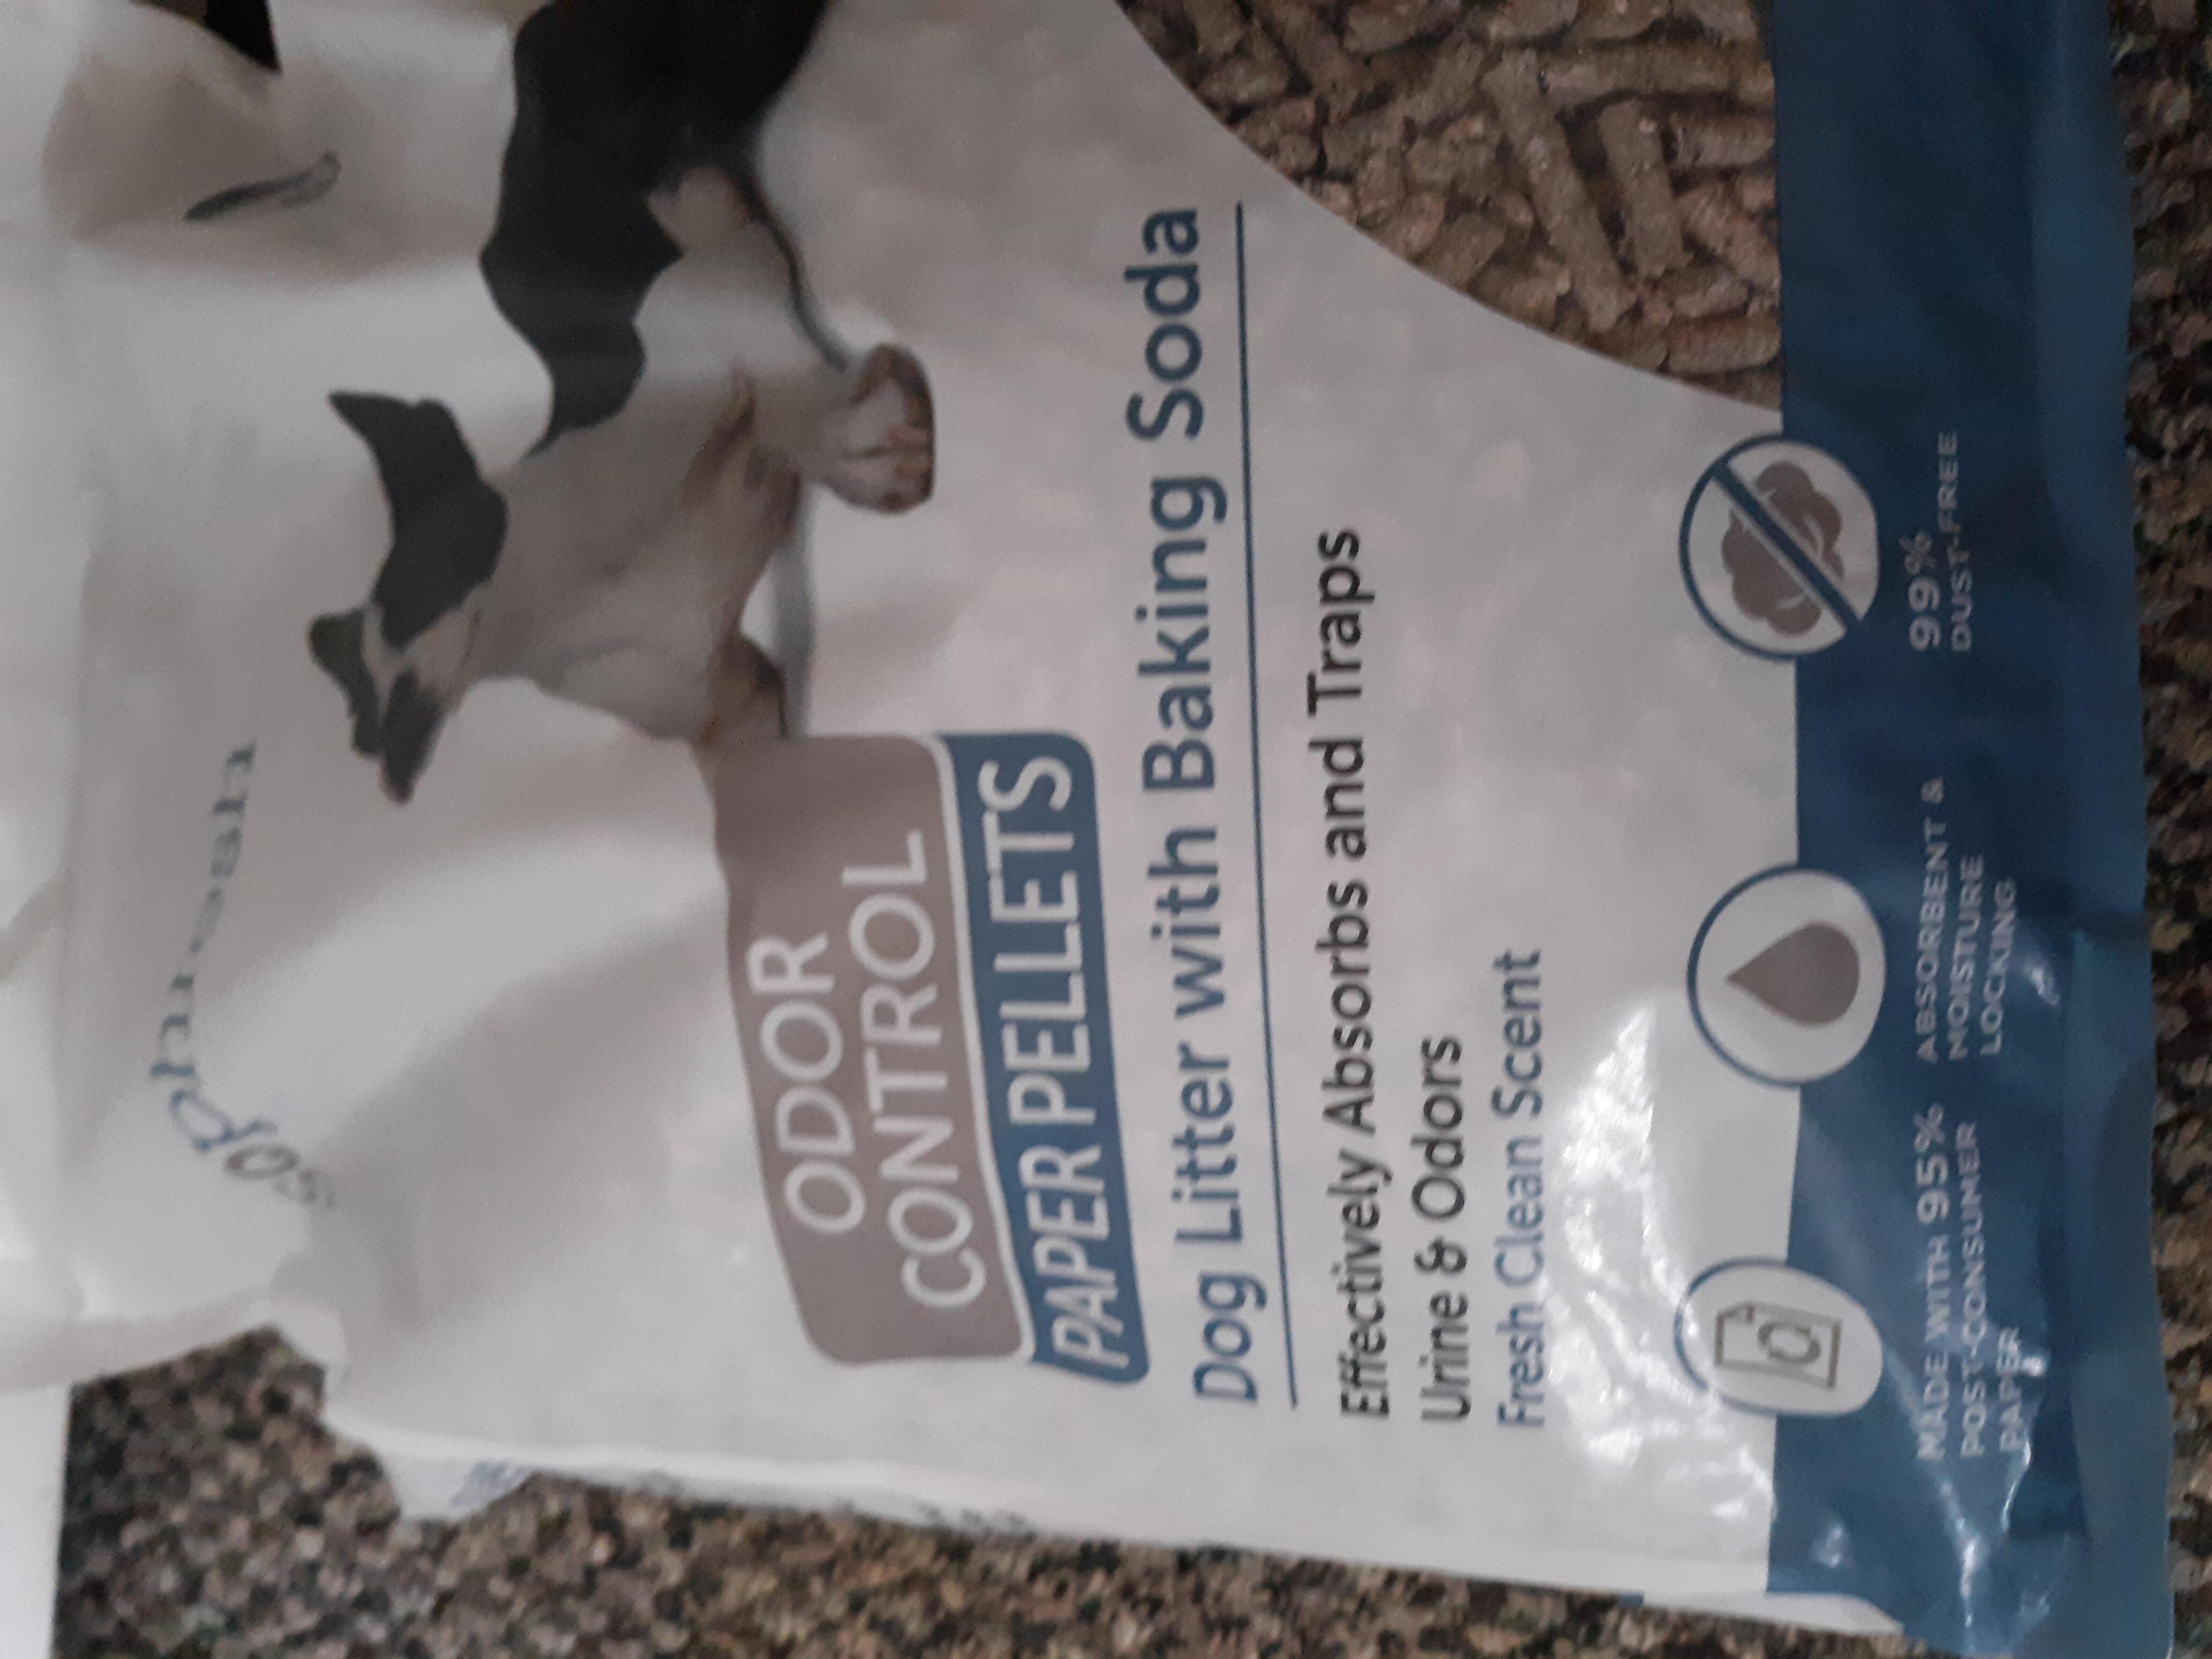 sophresh
ODOR
CONTROL
PAPER PELLETS
Dog Litter with Baking Soda
Effectively Absorbs and Traps
Urine & Odors
Fresh Clean Scent
MADE WITH 95%
POST-CONSUMER
PAPER
ABSORBENT &
MOISTURE
LOCKING
99%
DUST-FREE